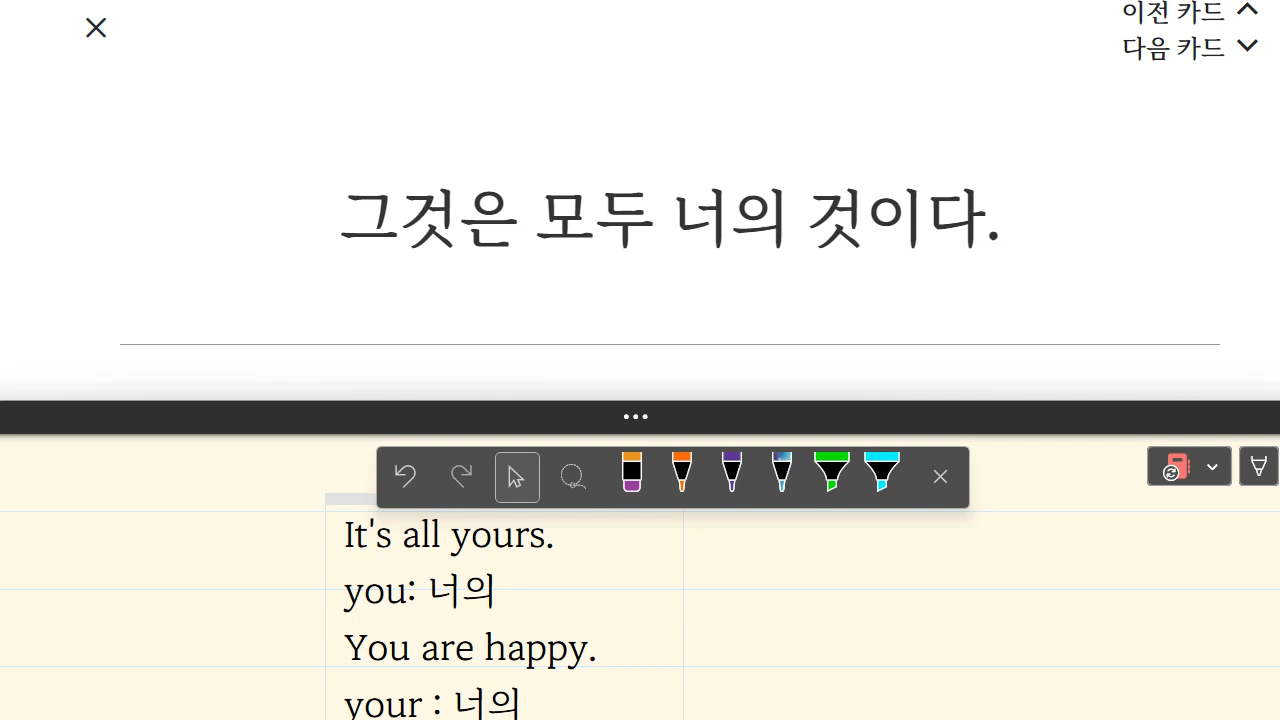 이전 카드
다음 카드
그것은 모두 너의 것이다.
It's all yours.
you: 너의
You are happy.
your : 너의